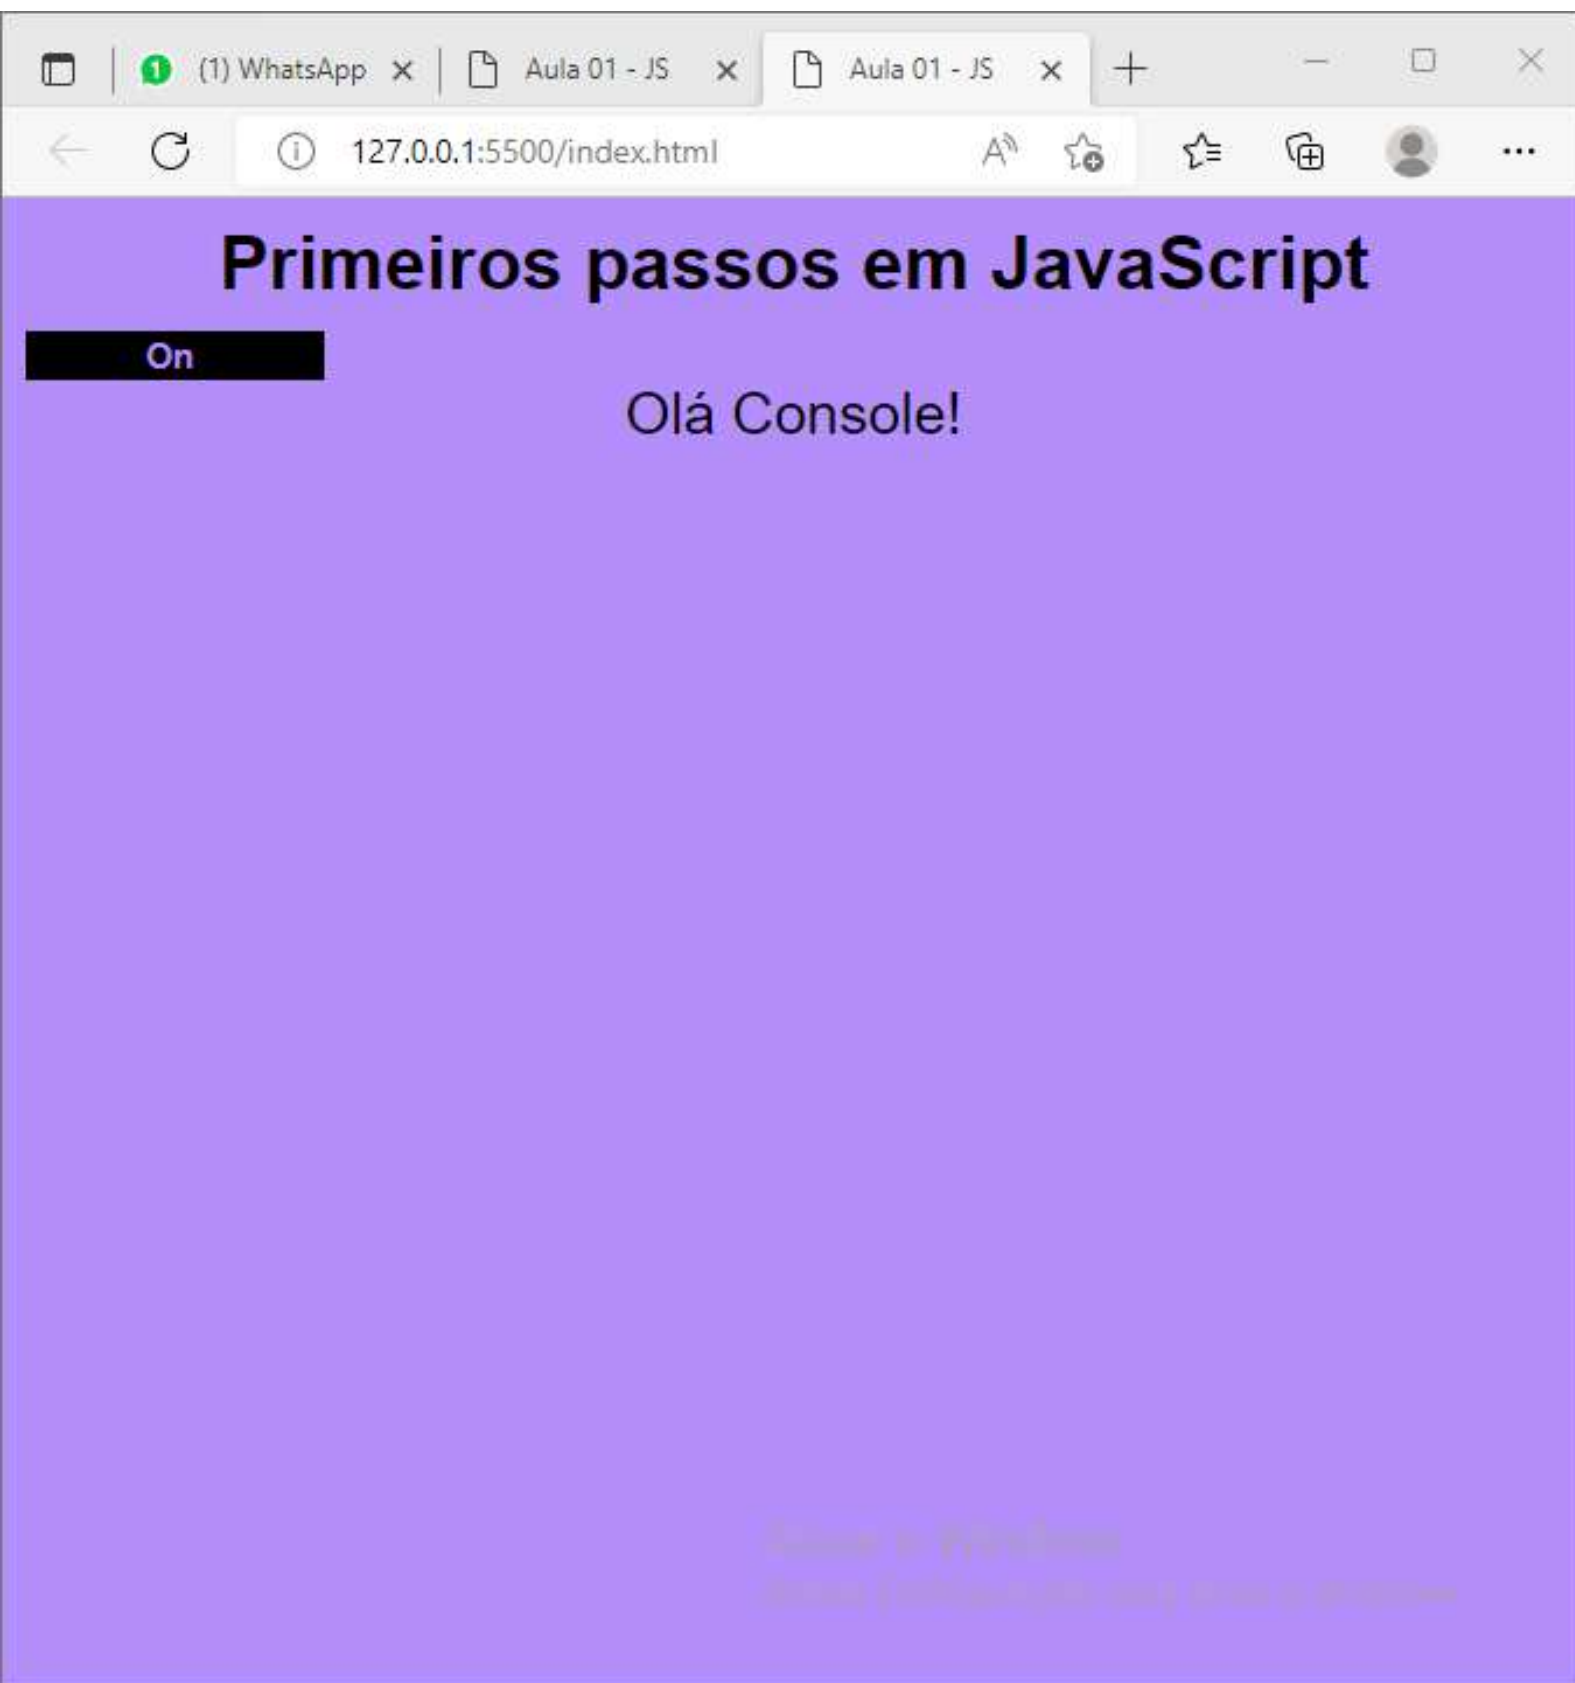 1 (1) WhatsApp Aula 01 - JS Aula 01 - JS
127.0.0.1:5500/index.html
Primeiros passos em JavaScript
On
Olá Console!